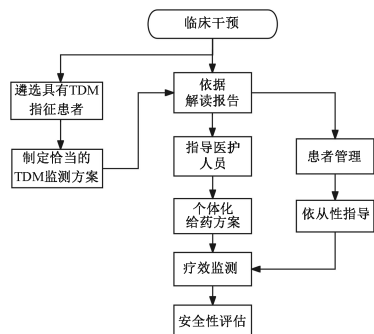 临床干预
遴选具有TDM
指征患者
制定恰当的
TDM监测方案
依据
解读报告
指导医护
人员
个体化
给药方案
疗效监测
安全性评估
患者管理
依从性指导